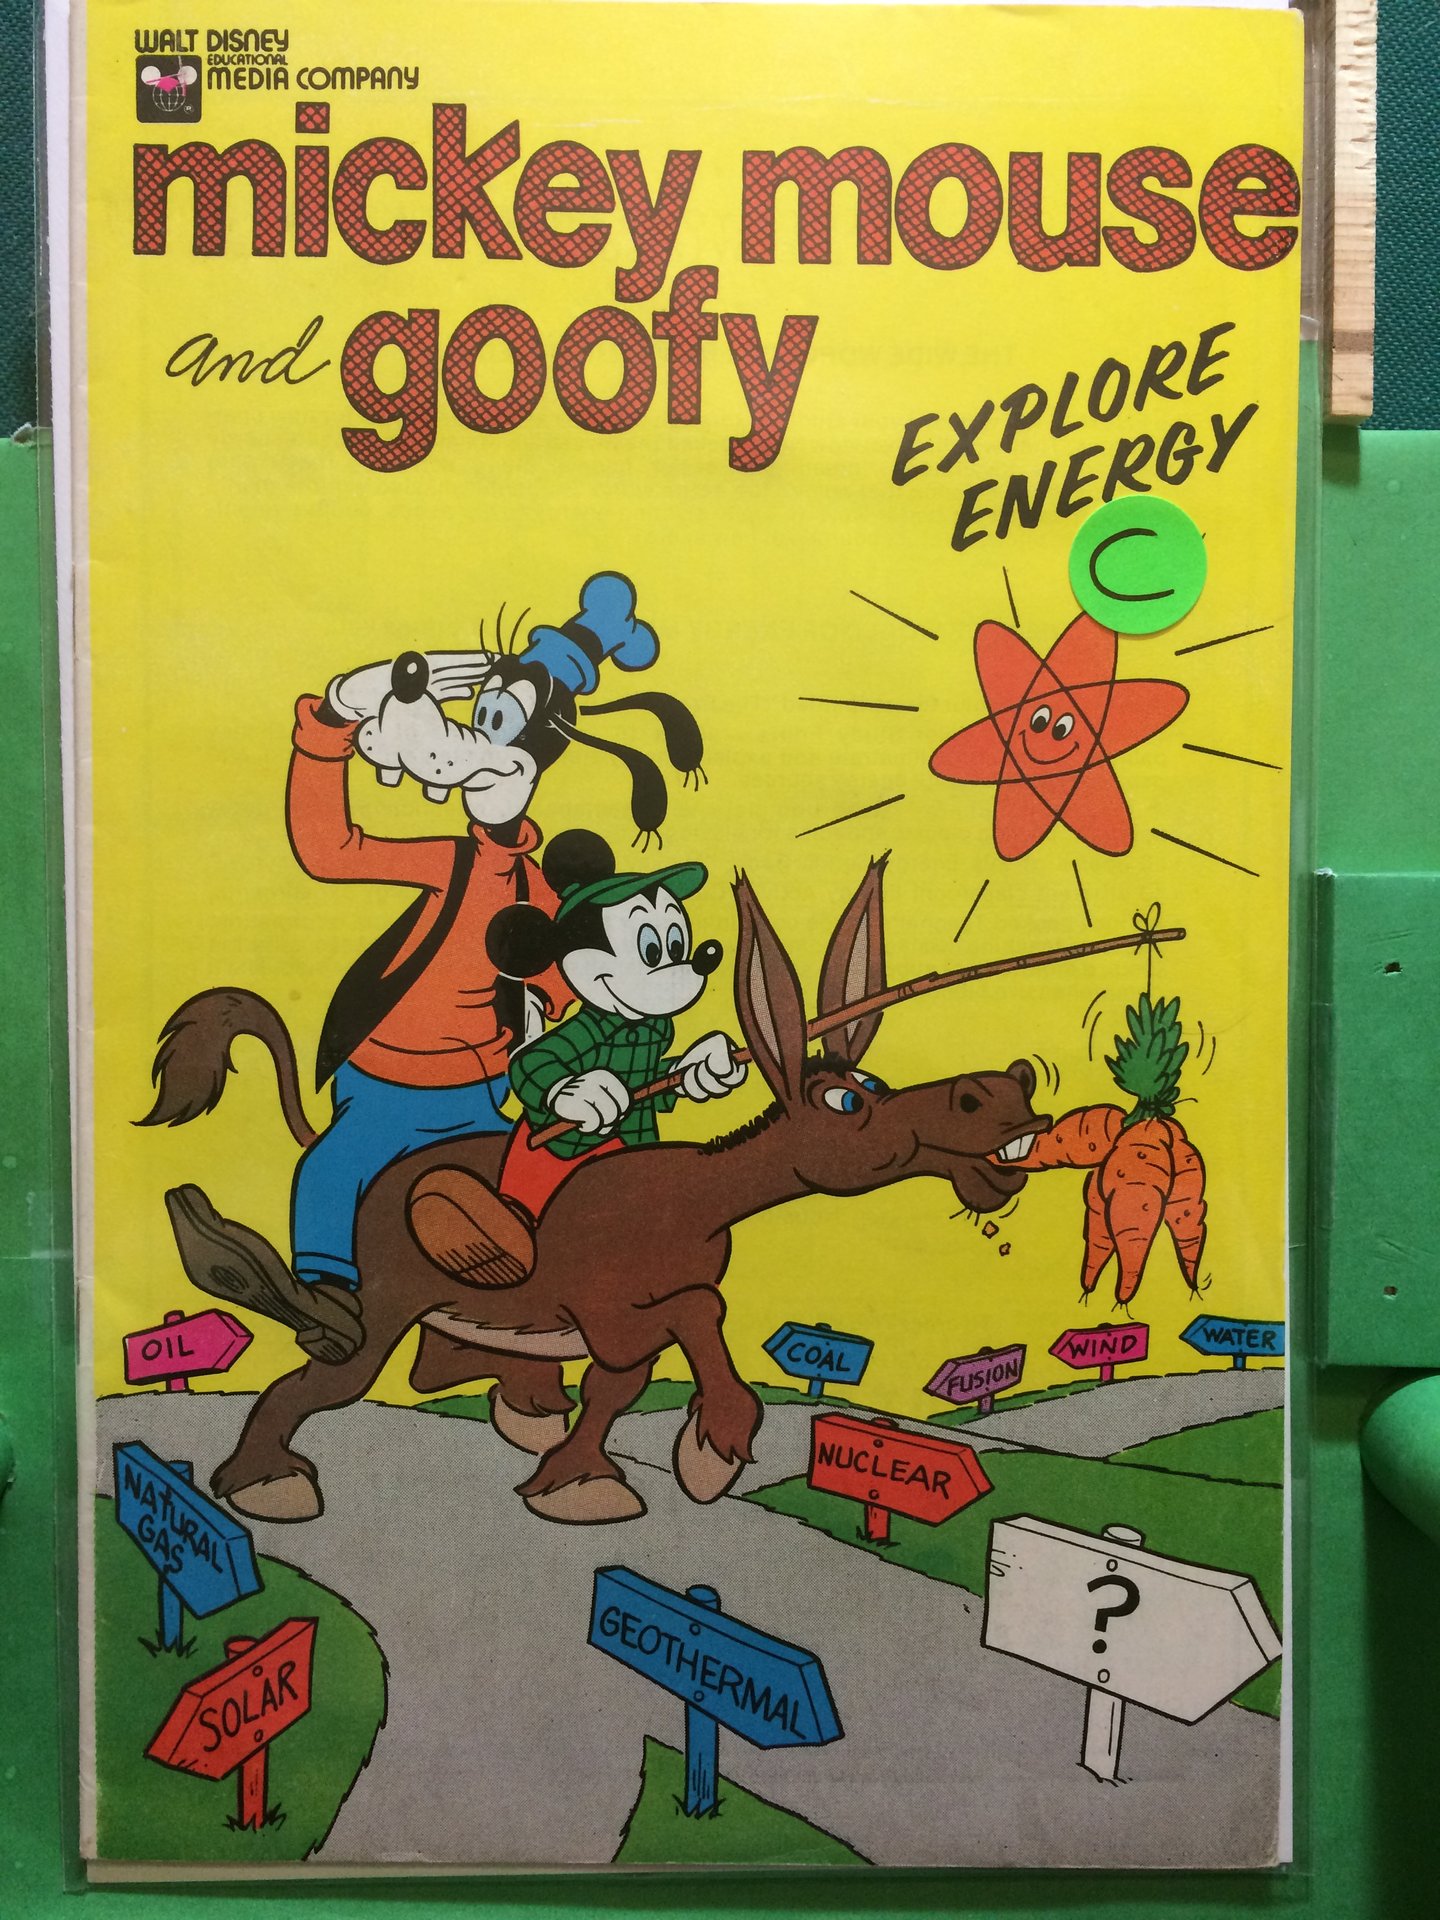 WALT DISNEY
EDUCATIONAL
MEDIA COMPANY
®
mickey mouse
and goofy
EXPLORE
ENERGY
C
OIL
COAL
FUSION
WIND
WATER
NUCLEAR
NATURAL
GAS
?
GEOTHERMAL
SOLAR